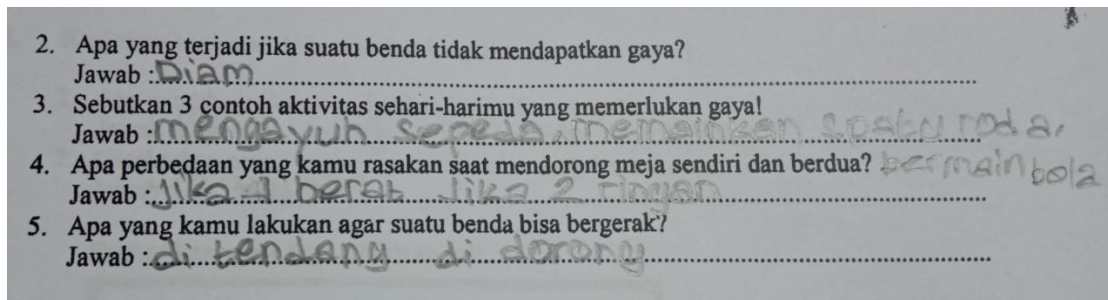 2. Apa yang terjadi jika suatu benda tidak mendapatkan gaya?
Jawab : Diam
3. Sebutkan 3 contoh aktivitas sehari-harimu yang memerlukan gaya!
Jawab : mengayuh sepeda, memainkan spatu roda,
bermain bola
4. Apa perbedaan yang kamu rasakan saat mendorong meja sendiri dan berdua?
Jawab : Jika 1 berat Jika 2 ringan
5. Apa yang kamu lakukan agar suatu benda bisa bergerak?
Jawab : di tendang di dorong